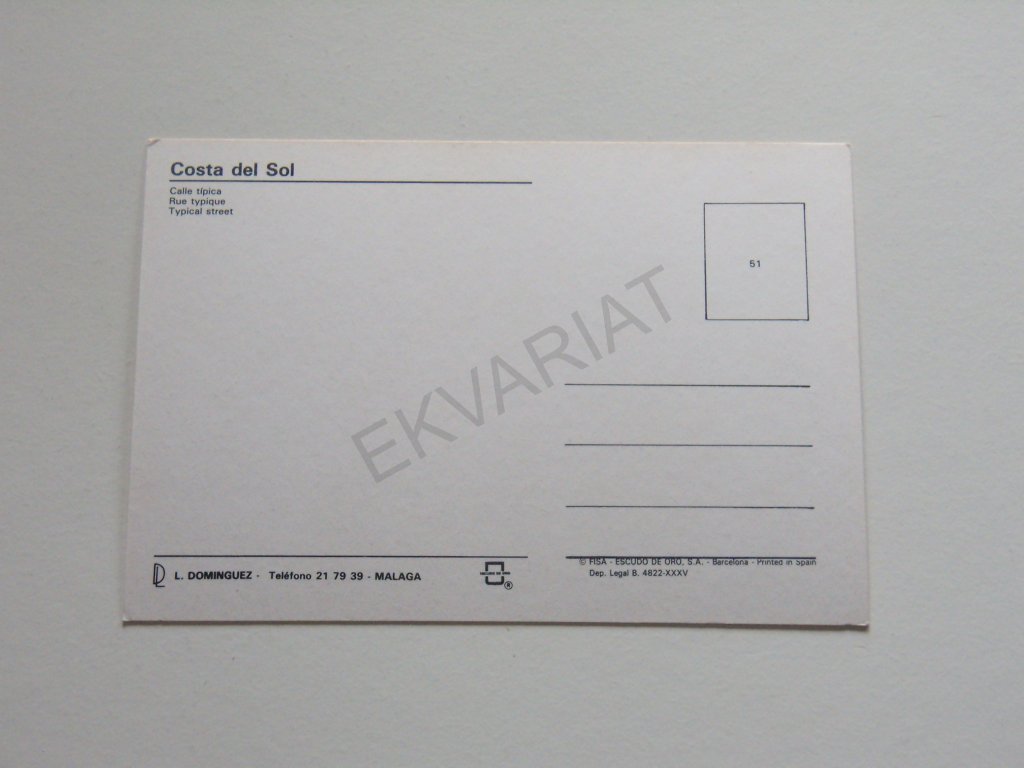 Costa del Sol
Calle típica
Rue typique
Typical street
51
EKVARIAT
L. DOMINGUEZ - Teléfono 21 79 39 - MALAGA
®
© FISA - ESCUDO DE ORO, S.A. - Barcelona - Printed in Spain
Dep. Legal B. 4822-XXXV